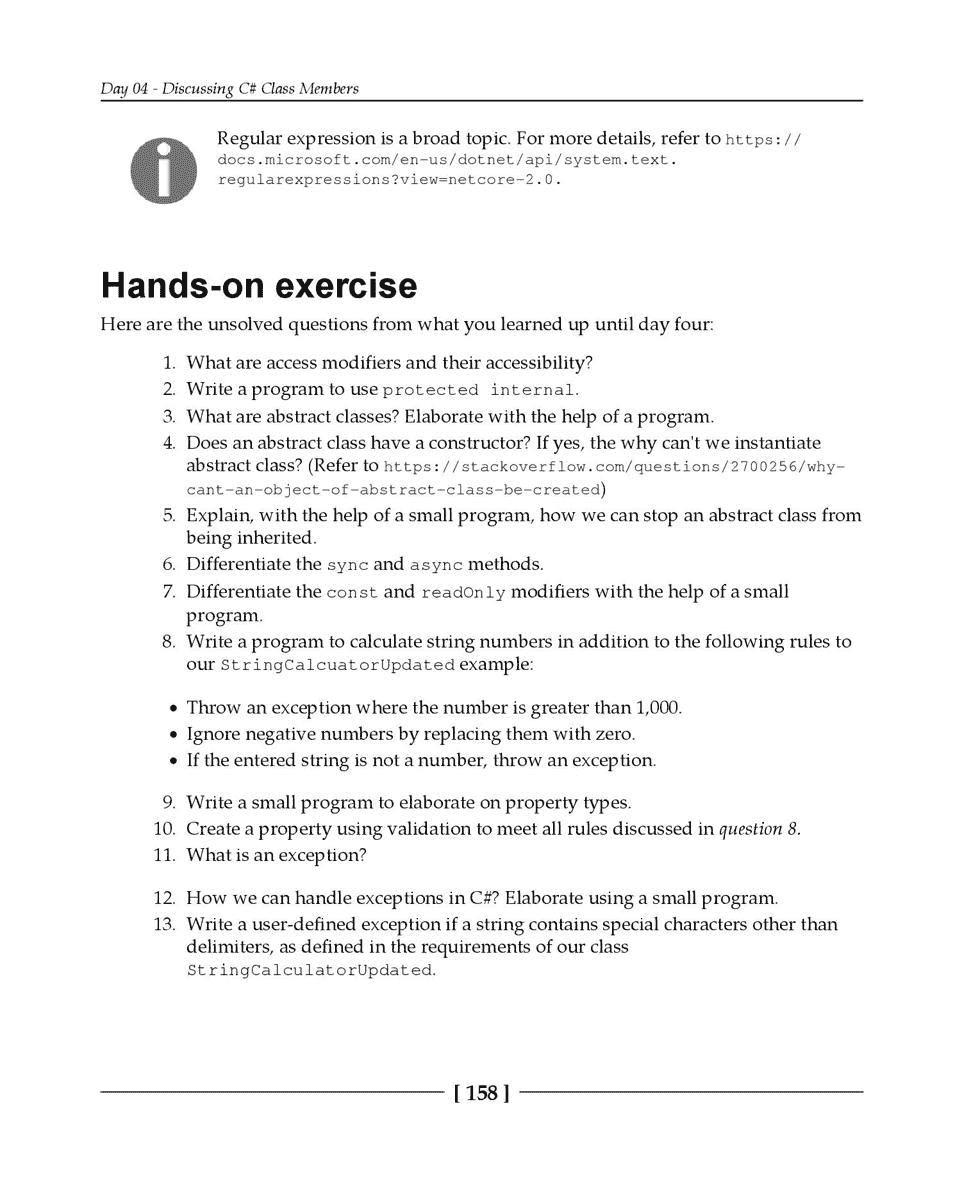 Day 04 - Discussing C# Class Members
Regular expression is a broad topic. For more details, refer to https://
docs.microsoft.com/en-us/dotnet/api/system.text.
regularexpressions?view=netcore-2.0.
Hands-on exercise
Here are the unsolved questions from what you learned up until day four:
1. What are access modifiers and their accessibility?
2. Write a program to use protected internal.
3. What are abstract classes? Elaborate with the help of a program.
4. Does an abstract class have a constructor? If yes, the why can't we instantiate
abstract class? (Refer to https://stackoverflow.com/questions/2700256/why-
cant-an-object-of-abstract-class-be-created)
5. Explain, with the help of a small program, how we can stop an abstract class from
being inherited.
6. Differentiate the sync and async methods.
7. Differentiate the const and readOnly modifiers with the help of a small
program.
8. Write a program to calculate string numbers in addition to the following rules to
our StringCalcuatorUpdated example:
• Throw an exception where the number is greater than 1,000.
• Ignore negative numbers by replacing them with zero.
• If the entered string is not a number, throw an exception.
9. Write a small program to elaborate on property types.
10. Create a property using validation to meet all rules discussed in question 8.
11. What is an exception?
12. How we can handle exceptions in C#? Elaborate using a small program.
13. Write a user-defined exception if a string contains special characters other than
delimiters, as defined in the requirements of our class
StringCalculatorUpdated.
[ 158 ]